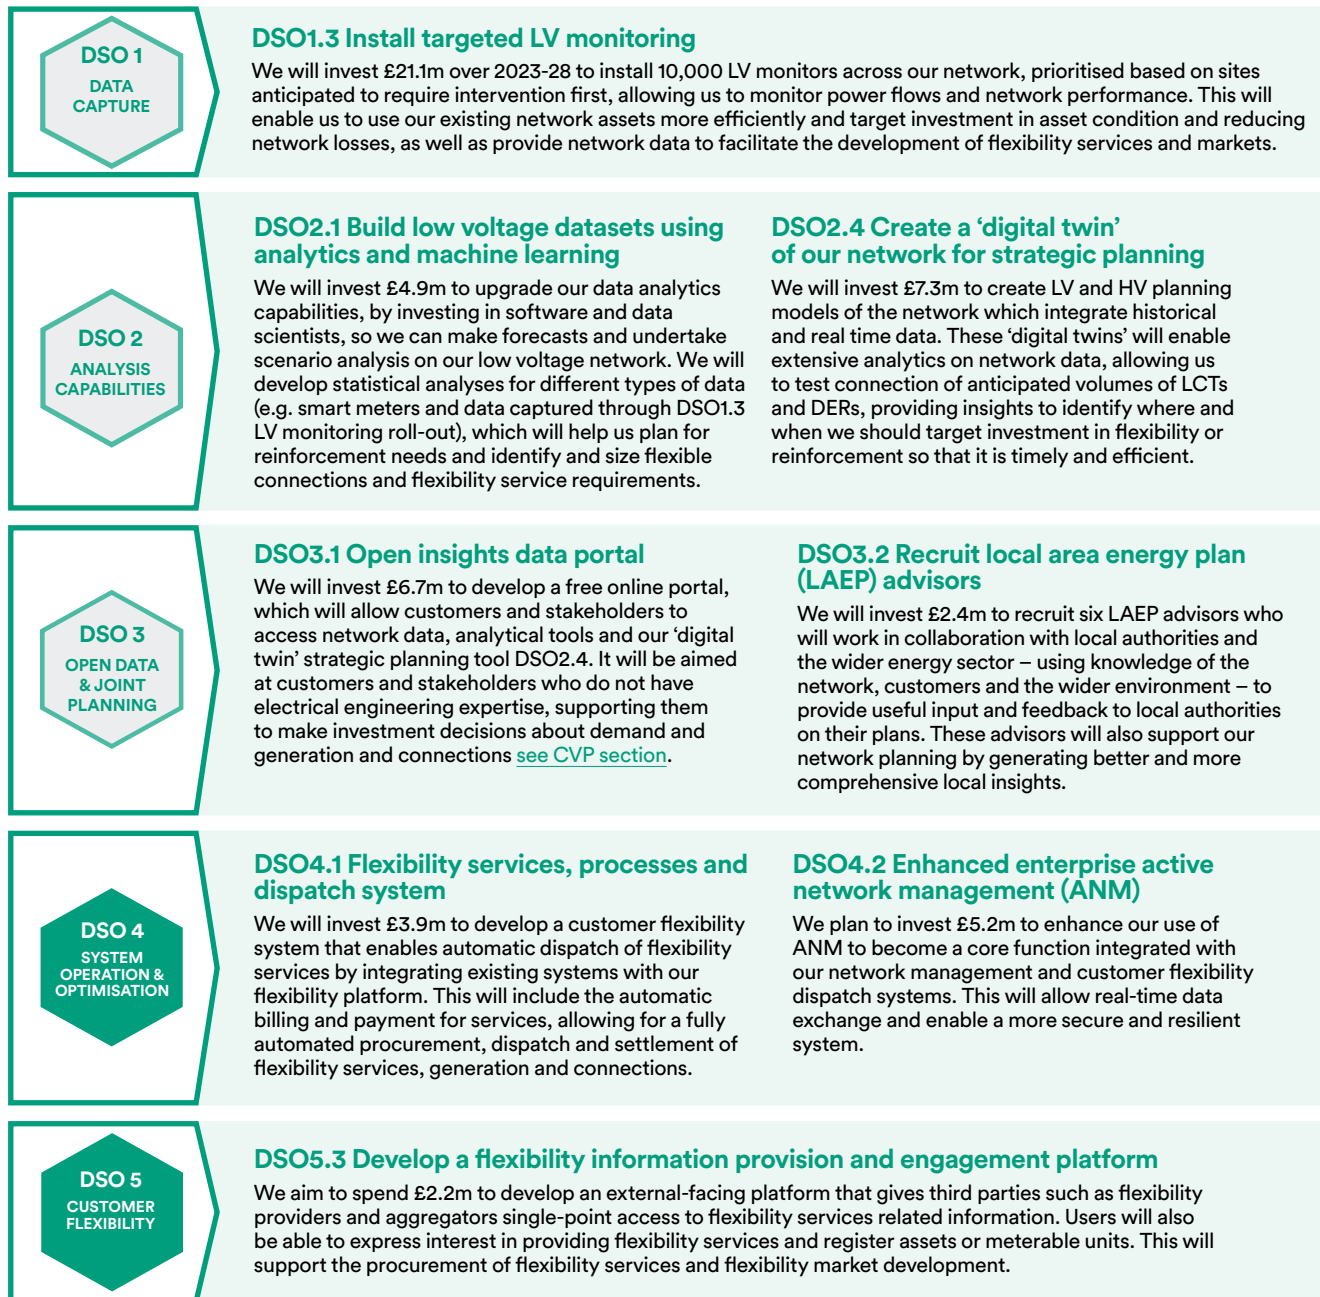 DSO 1
DATA
CAPTURE
DSO1.3 Install targeted LV monitoring
We will invest £21.1m over 2023-28 to install 10,000 LV monitors across our network, prioritised based on sites
anticipated to require intervention first, allowing us to monitor power flows and network performance. This will
enable us to use our existing network assets more efficiently and target investment in asset condition and reducing
network losses, as well as provide network data to facilitate the development of flexibility services and markets.
DSO 2
ANALYSIS
CAPABILITIES
DSO2.1 Build low voltage datasets using
analytics and machine learning
We will invest £4.9m to upgrade our data analytics
capabilities, by investing in software and data
scientists, so we can make forecasts and undertake
scenario analysis on our low voltage network. We will
develop statistical analyses for different types of data
(e.g. smart meters and data captured through DSO1.3
LV monitoring roll-out), which will help us plan for
reinforcement needs and identify and size flexible
connections and flexibility service requirements.
DSO2.4 Create a ‘digital twin’
of our network for strategic planning
We will invest £7.3m to create LV and HV planning
models of the network which integrate historical
and real time data. These ‘digital twins’ will enable
extensive analytics on network data, allowing us
to test connection of anticipated volumes of LCTs
and DERs, providing insights to identify where and
when we should target investment in flexibility or
reinforcement so that it is timely and efficient.
DSO 3
OPEN DATA
& JOINT
PLANNING
DSO3.1 Open insights data portal
We will invest £6.7m to develop a free online portal,
which will allow customers and stakeholders to
access network data, analytical tools and our ‘digital
twin’ strategic planning tool DSO2.4. It will be aimed
at customers and stakeholders who do not have
electrical engineering expertise, supporting them
to make investment decisions about demand and
generation and connections see CVP section.
DSO3.2 Recruit local area energy plan
(LAEP) advisors
We will invest £2.4m to recruit six LAEP advisors who
will work in collaboration with local authorities and
the wider energy sector – using knowledge of the
network, customers and the wider environment – to
provide useful input and feedback to local authorities
on their plans. These advisors will also support our
network planning by generating better and more
comprehensive local insights.
DSO 4
SYSTEM
OPERATION &
OPTIMISATION
DSO4.1 Flexibility services, processes and
dispatch system
We will invest £3.9m to develop a customer flexibility
system that enables automatic dispatch of flexibility
services by integrating existing systems with our
flexibility platform. This will include the automatic
billing and payment for services, allowing for a fully
automated procurement, dispatch and settlement of
flexibility services, generation and connections.
DSO4.2 Enhanced enterprise active
network management (ANM)
We plan to invest £5.2m to enhance our use of
ANM to become a core function integrated with
our network management and customer flexibility
dispatch systems. This will allow real-time data
exchange and enable a more secure and resilient
system.
DSO 5
CUSTOMER
FLEXIBILITY
DSO5.3 Develop a flexibility information provision and engagement platform
We aim to spend £2.2m to develop an external-facing platform that gives third parties such as flexibility
providers and aggregators single-point access to flexibility services related information. Users will also
be able to express interest in providing flexibility services and register assets or meterable units. This will
support the procurement of flexibility services and flexibility market development.